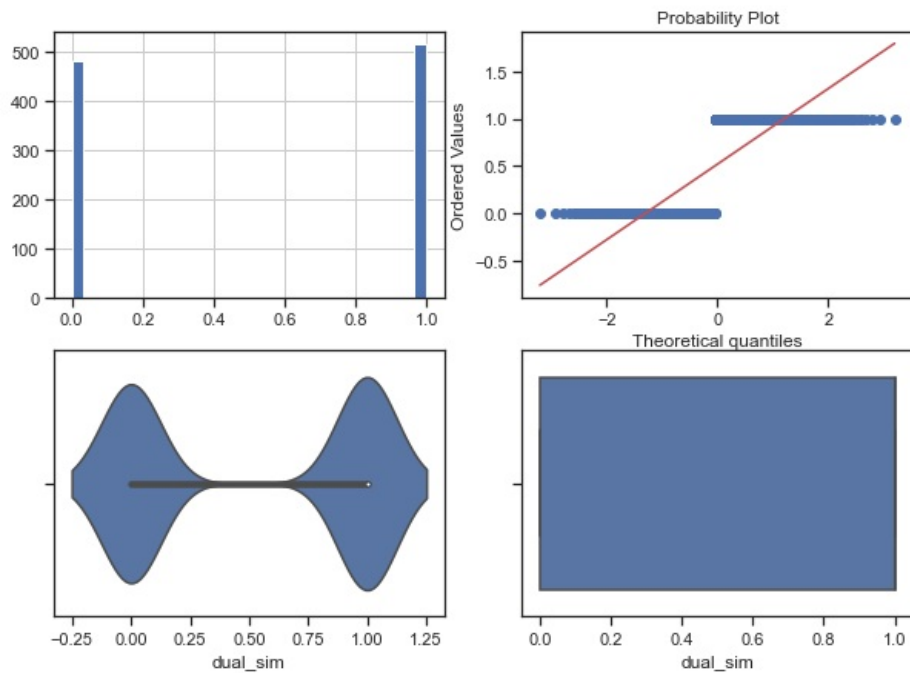 500
400
300
200
100
0
0.0 0.2 0.4 0.6 0.8 1.0
Probability Plot
Ordered Values
1.5
1.0
0.5
0.0
−0.5
−2 0 2
Theoretical quantiles
−0.25 0.00 0.25 0.50 0.75 1.00 1.25
dual_sim
0.0 0.2 0.4 0.6 0.8 1.0
dual_sim